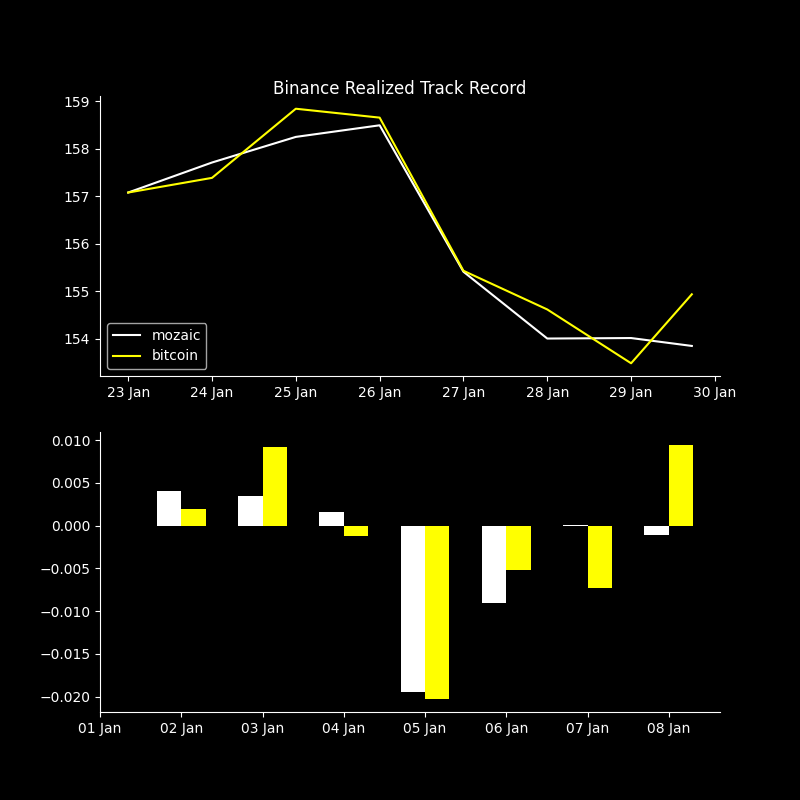 Binance Realized Track Record
159
158
157
156
155
154
mozaic
bitcoin
23 Jan 24 Jan 25 Jan 26 Jan 27 Jan 28 Jan 29 Jan 30 Jan
0.010
0.005
0.000
−0.005
−0.010
−0.015
−0.020
01 Jan 02 Jan 03 Jan 04 Jan 05 Jan 06 Jan 07 Jan 08 Jan